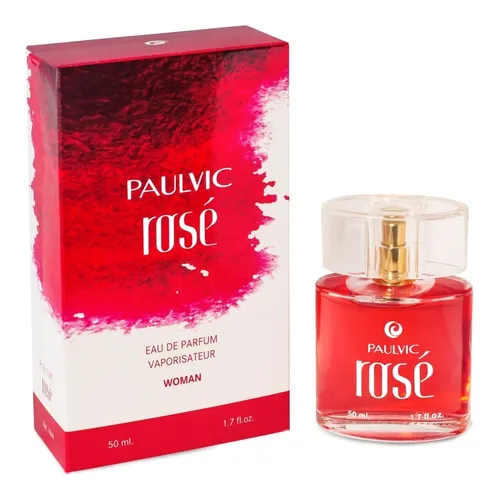 PAULVIC
rosé
EAU DE PARFUM
VAPORISATEUR
WOMAN
50 ml.
1.7 fl.oz.
rosé
PAULVIC
rosé
50 ml.
1.7 fl.oz.